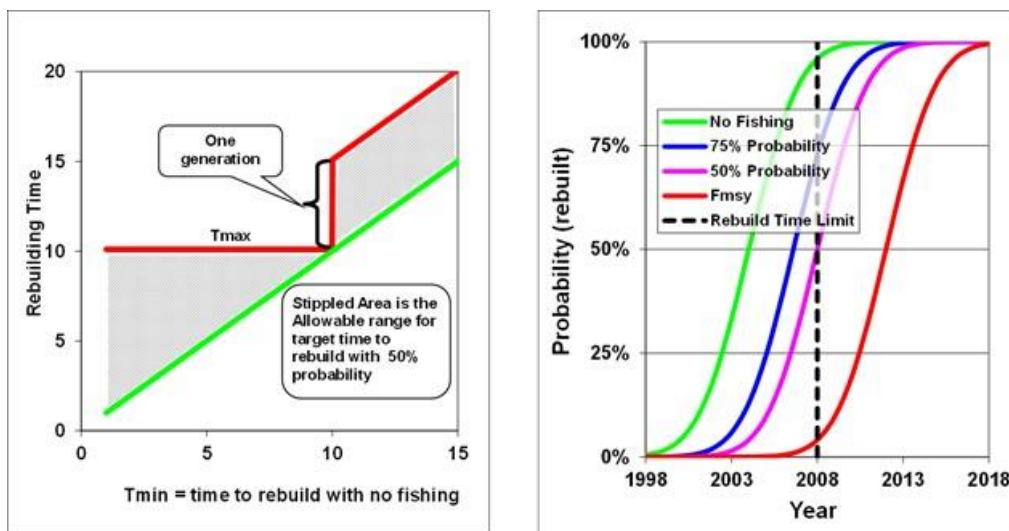 20
15
10
5
0
Rebuilding Time
One
generation
Tmax
Stippled Area is the
Allowable range for
target time to
rebuild with 50%
probability
0
5
10
15
Tmin = time to rebuild with no fishing
100%
75%
50%
25%
0%
Probability (rebuilt)
No Fishing
75% Probability
50% Probability
Fmsy
Rebuild Time Limit
1998
2003
2008
2013
2018
Year